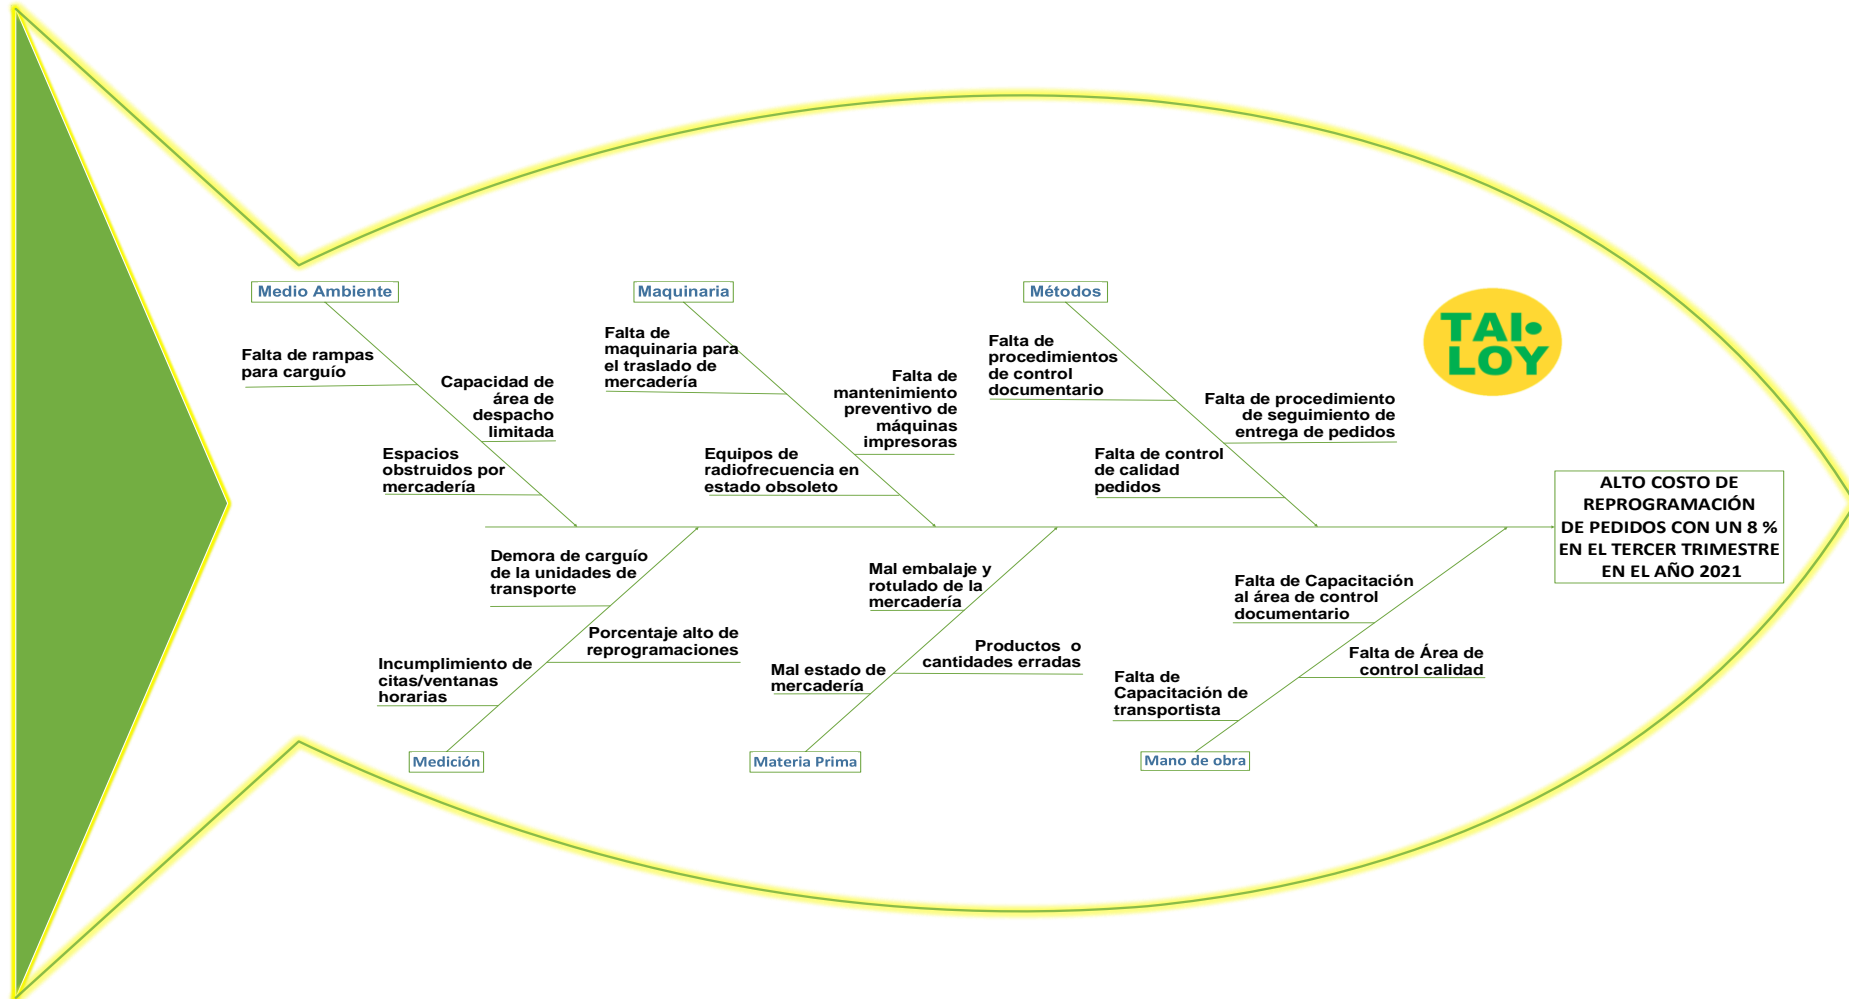 Medio Ambiente
Maquinaria
Métodos
TAI•
LOY
Falta de rampas
para carguío
Capacidad de
área de
despacho
limitada
Espacios
obstruidos por
mercadería
Falta de
maquinaria para
el traslado de
mercadería
Falta de
mantenimiento
preventivo de
máquinas
impresoras
Equipos de
radiofrecuencia en
estado obsoleto
Falta de
procedimientos
de control
documentario
Falta de procedimiento
de seguimiento de
entrega de pedidos
Falta de control
de calidad
pedidos
ALTO COSTO DE
REPROGRAMACIÓN
DE PEDIDOS CON UN 8 %
EN EL TERCER TRIMESTRE
EN EL AÑO 2021
Demora de carguío
de la unidades de
transporte
Porcentaje alto de
reprogramaciones
Incumplimiento de
citas/ventanas
horarias
Mal embalaje y
rotulado de la
mercadería
Productos o
cantidades erradas
Mal estado de
mercadería
Falta de Capacitación
al área de control
documentario
Falta de Área de
control calidad
Falta de
Capacitación de
transportista
Medición
Materia Prima
Mano de obra